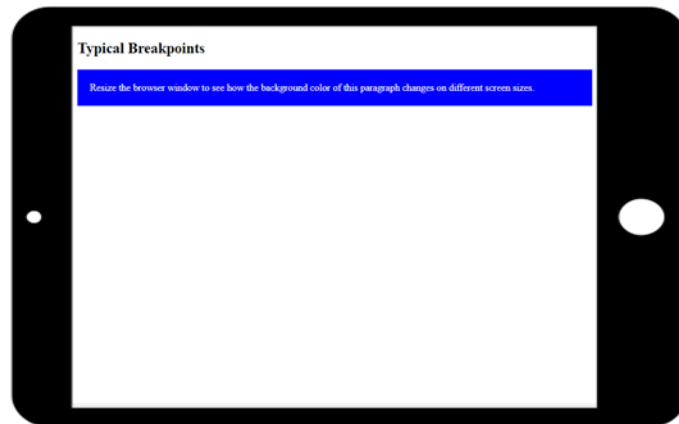 Typical Breakpoints
Resize the browser window to see how the background color of this paragraph changes on different screen sizes.